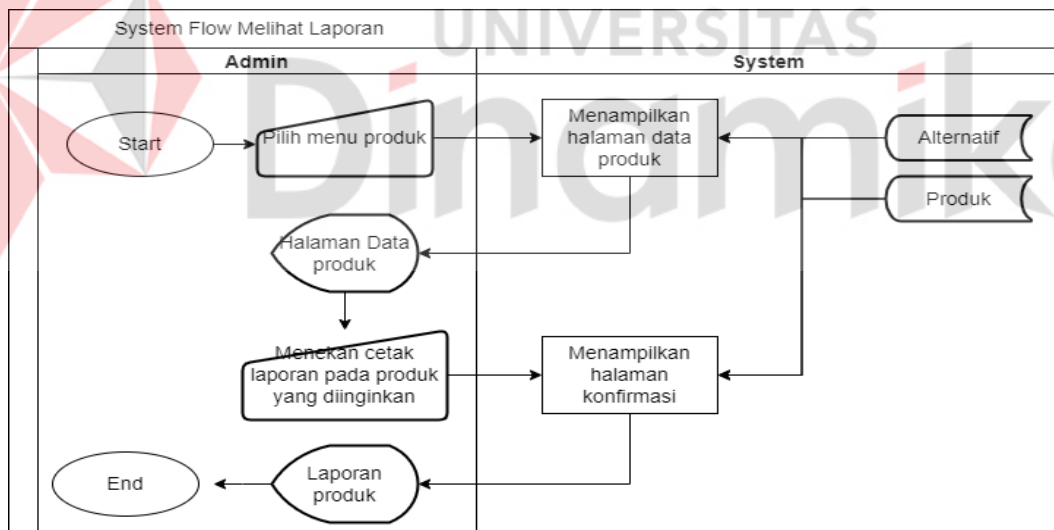 System Flow Melihat Laporan
UNIVERSITAS
Dinamika
Admin
System
Start
Pilih menu produk
Menampilkan
halaman data
produk
Alternatif
Produk
Halaman Data
produk
Menekan cetak
laporan pada produk
yang diinginkan
Menampilkan
halaman
konfirmasi
End
Laporan
produk